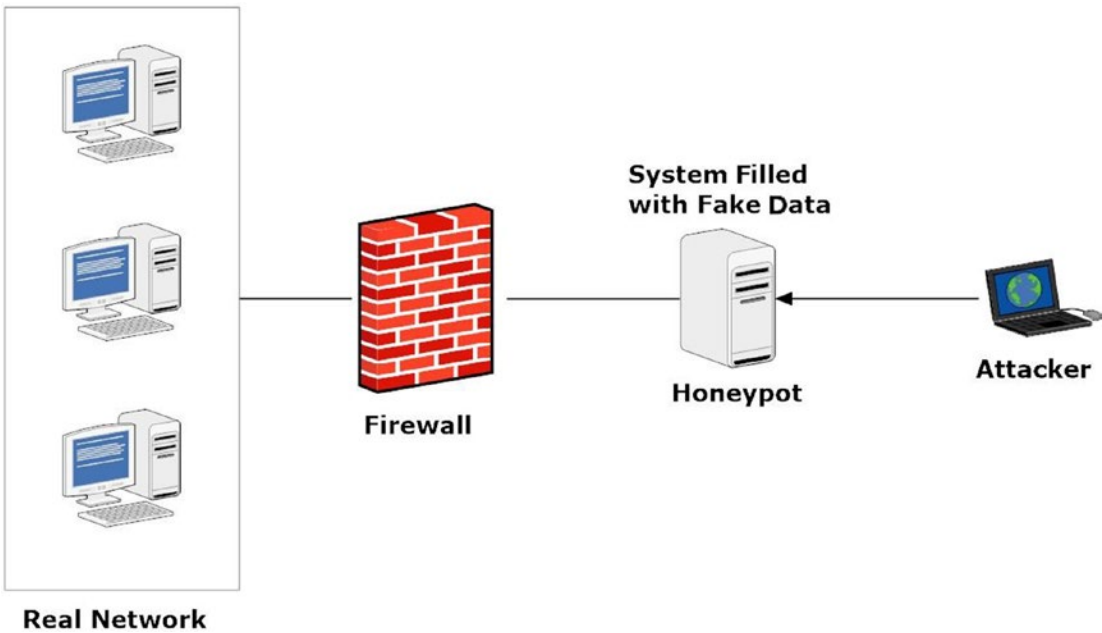 System Filled
with Fake Data
Firewall
Honeypot
Attacker
Real Network